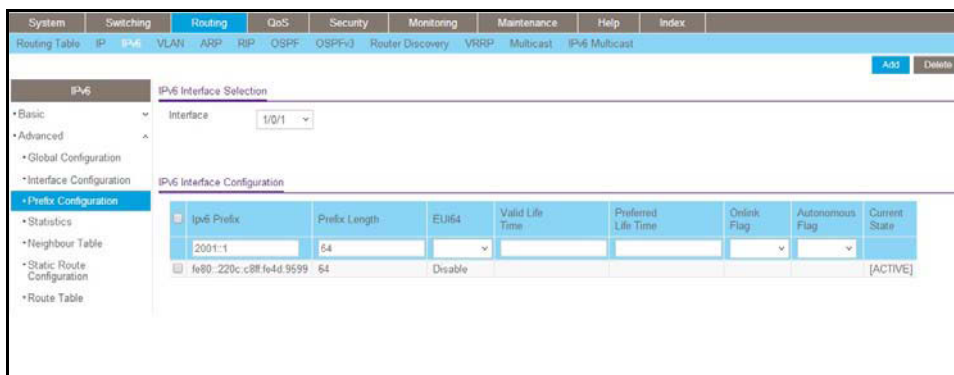 System Switching Routing QoS Security Monitoring Maintenance Help Index
Routing Table IP IPv6 VLAN ARP RIP OSPF OSPFv3 Router Discovery VRRP Multicast IPv6 Multicast
Add Delete
IPv6
Basic
Advanced
Global Configuration
Interface Configuration
Prefix Configuration
Statistics
Neighbour Table
Static Route
Configuration
Route Table
IPv6 Interface Selection
Interface 1/0/1
IPv6 Interface Configuration
Ipv6 Prefix Prefix Length EUI64 Valid Life Time Preferred Life Time Onlink Flag Autonomous Flag Current State
2001::1 64
fe80::220c:c8ff:fe4d:9599 64 Disable [ACTIVE]